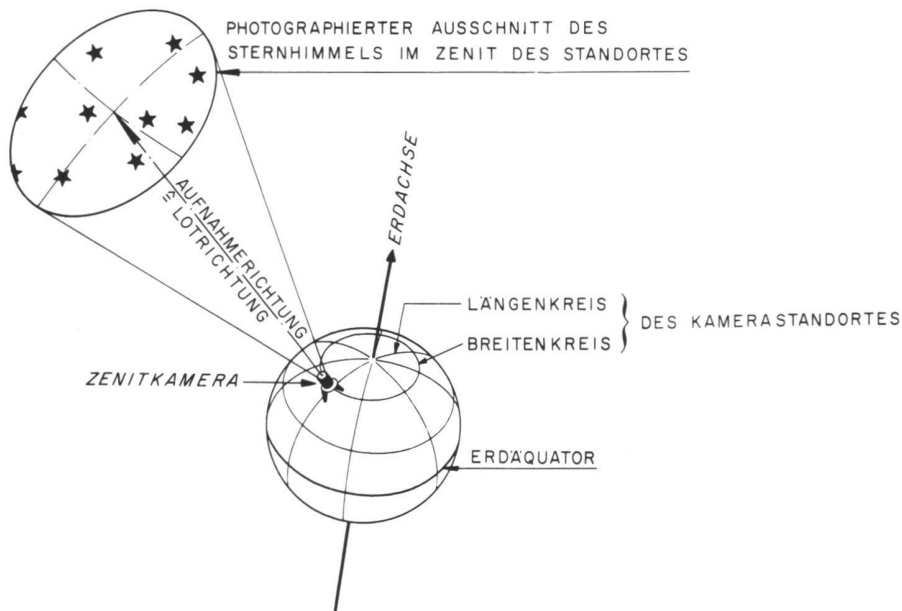 PHOTOGRAPHIERTER AUSSCHNITT DES
STERNHIMMELS IM ZENIT DES STANDORTES
AUFNAHMERICHTUNG
≙ LOTRICHTUNG
ERDACHSE
LÄNGENKREIS
BREITENKREIS
DES KAMERASTANDORTES
ZENITKAMERA
ERDÄQUATOR